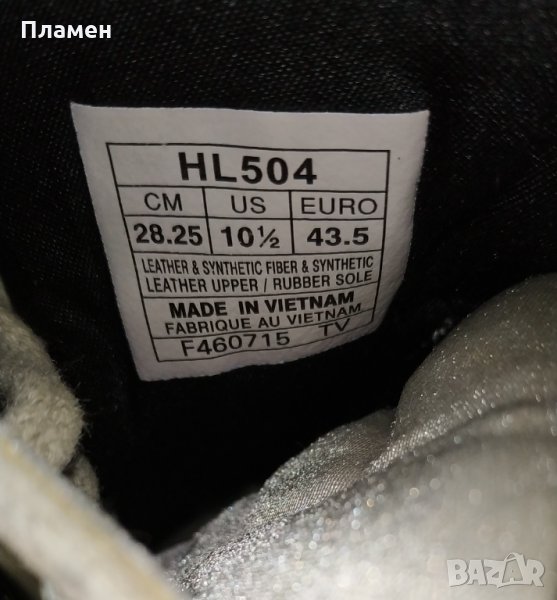 Пламен
HL504
CM US EURO
28.25 10½ 43.5
LEATHER & SYNTHETIC FIBER & SYNTHETIC
LEATHER UPPER / RUBBER SOLE
MADE IN VIETNAM
FABRIQUE AU VIETNAM
F460715 TV
BAZAR